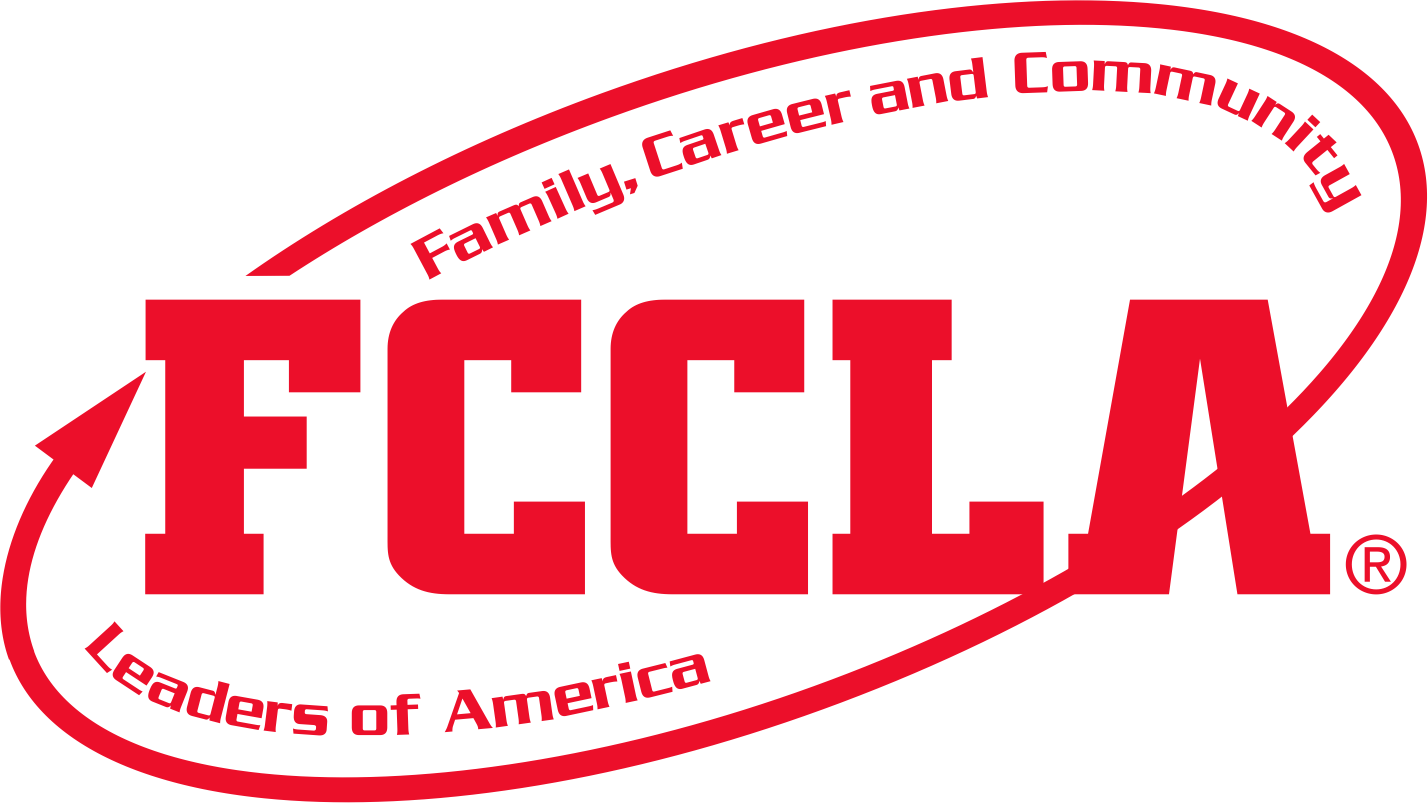 Family, Career and Community
FCCLA®
Leaders of America